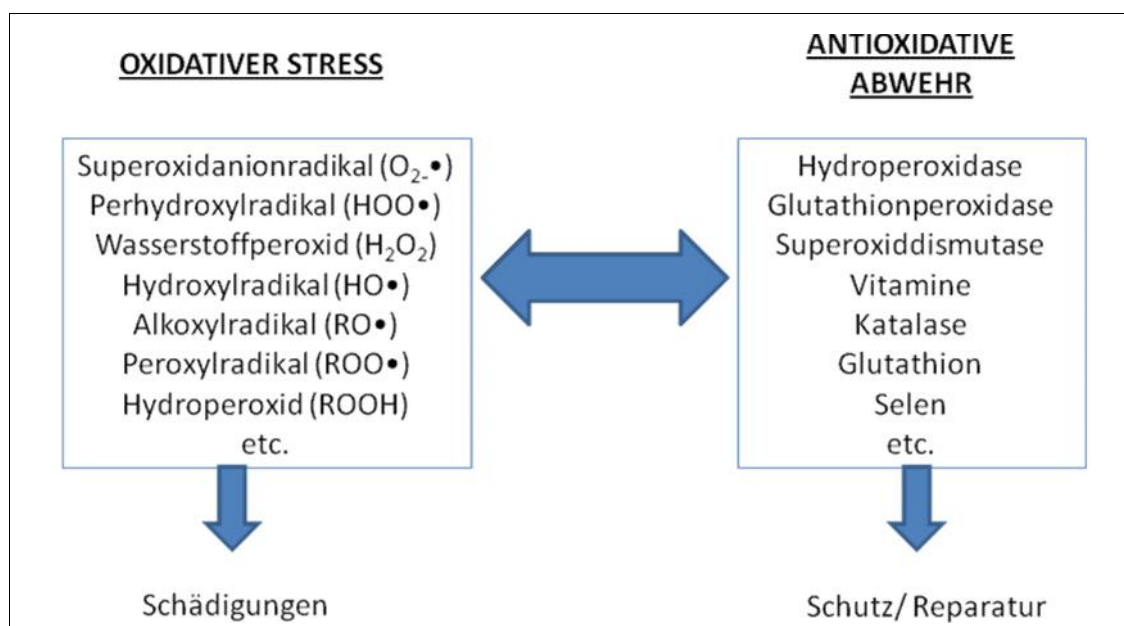 OXIDATIVER STRESS
Superoxidanionradikal (O₂₋•)
Perhydroxylradikal (HOO•)
Wasserstoffperoxid (H₂O₂)
Hydroxylradikal (HO•)
Alkoxylradikal (RO•)
Peroxylradikal (ROO•)
Hydroperoxid (ROOH)
etc.
Schädigungen
ANTIOXIDATIVE
ABWEHR
Hydroperoxidase
Glutathionperoxidase
Superoxiddismutase
Vitamine
Katalase
Glutathion
Selen
etc.
Schutz/ Reparatur